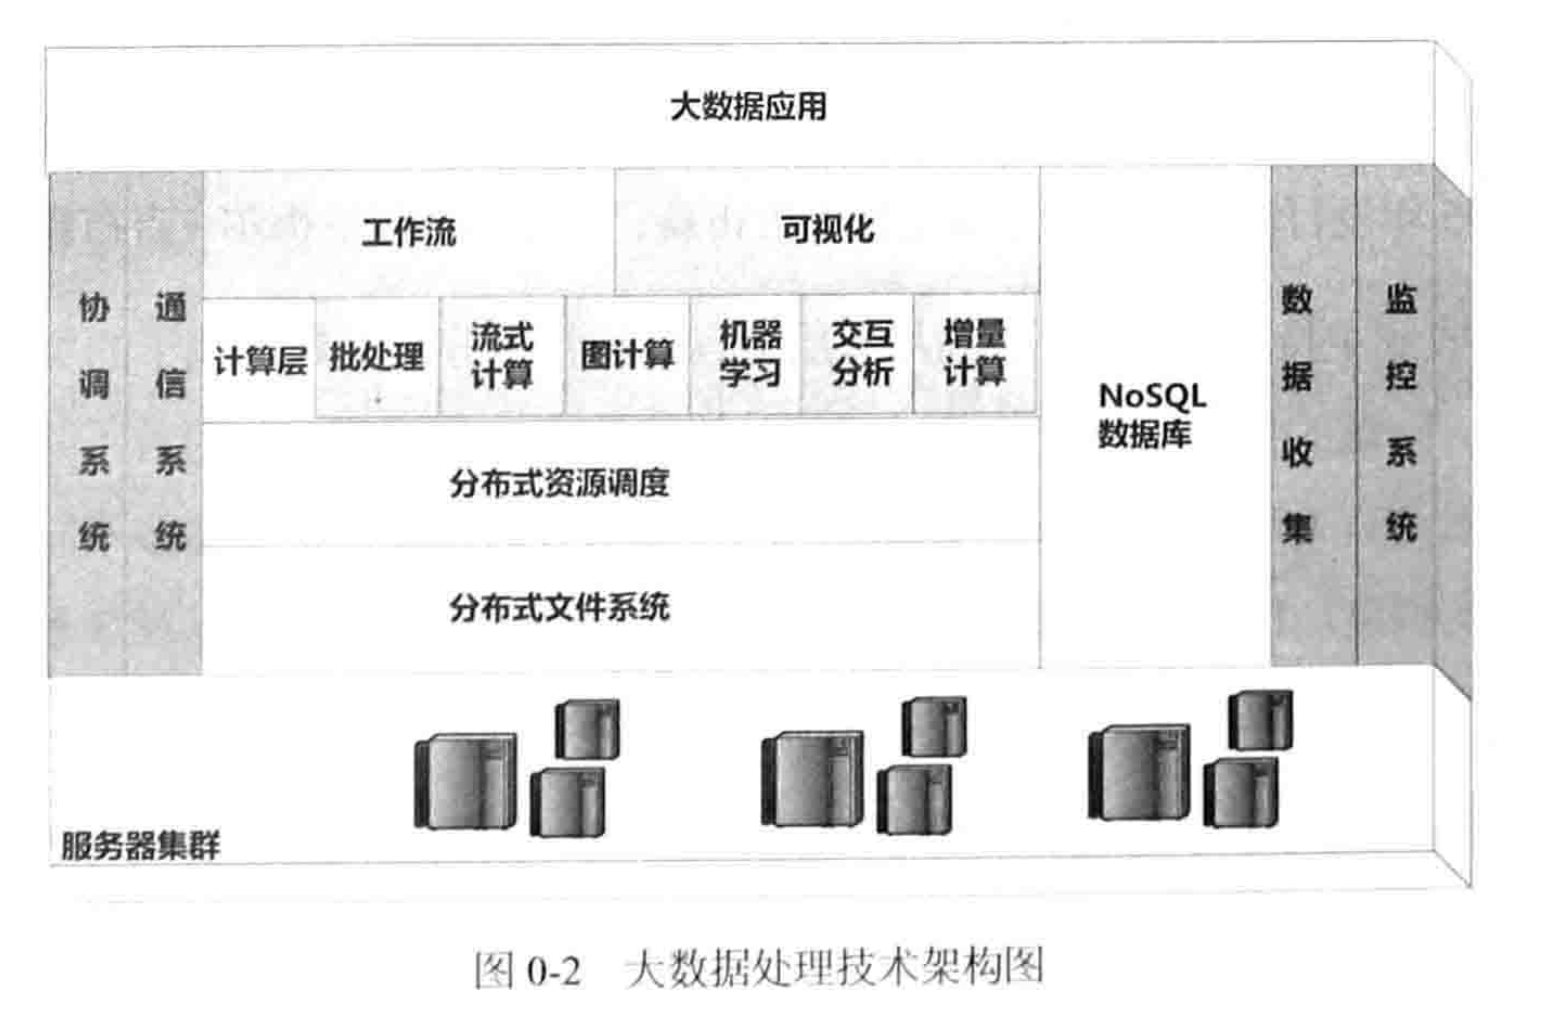 大数据应用
协调系统
通信系统
工作流
可视化
计算层
批处理
流式
计算
图计算
机器
学习
交互
分析
增量
计算
分布式资源调度
分布式文件系统
NoSQL
数据库
数据收集
监控系统
服务器集群
图 0-2 大数据处理技术架构图